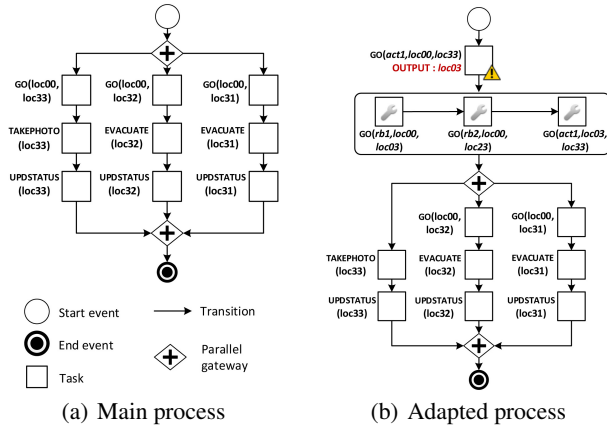 GO(loc00,
loc33)
GO(loc00,
loc32)
GO(loc00,
loc31)
TAKEPHOTO
(loc33)
EVACUATE
(loc32)
EVACUATE
(loc31)
UPDSTATUS
(loc33)
UPDSTATUS
(loc32)
UPDSTATUS
(loc31)
Start event
Transition
End event
Parallel
gateway
Task
(a) Main process
GO(act1,loc00,loc33)
OUTPUT : loc03
GO(rb1,loc00,
loc03)
GO(rb2,loc00,
loc23)
GO(act1,loc03,
loc33)
GO(loc00,
loc32)
GO(loc00,
loc31)
TAKEPHOTO
(loc33)
EVACUATE
(loc32)
EVACUATE
(loc31)
UPDSTATUS
(loc33)
UPDSTATUS
(loc32)
UPDSTATUS
(loc31)
(b) Adapted process